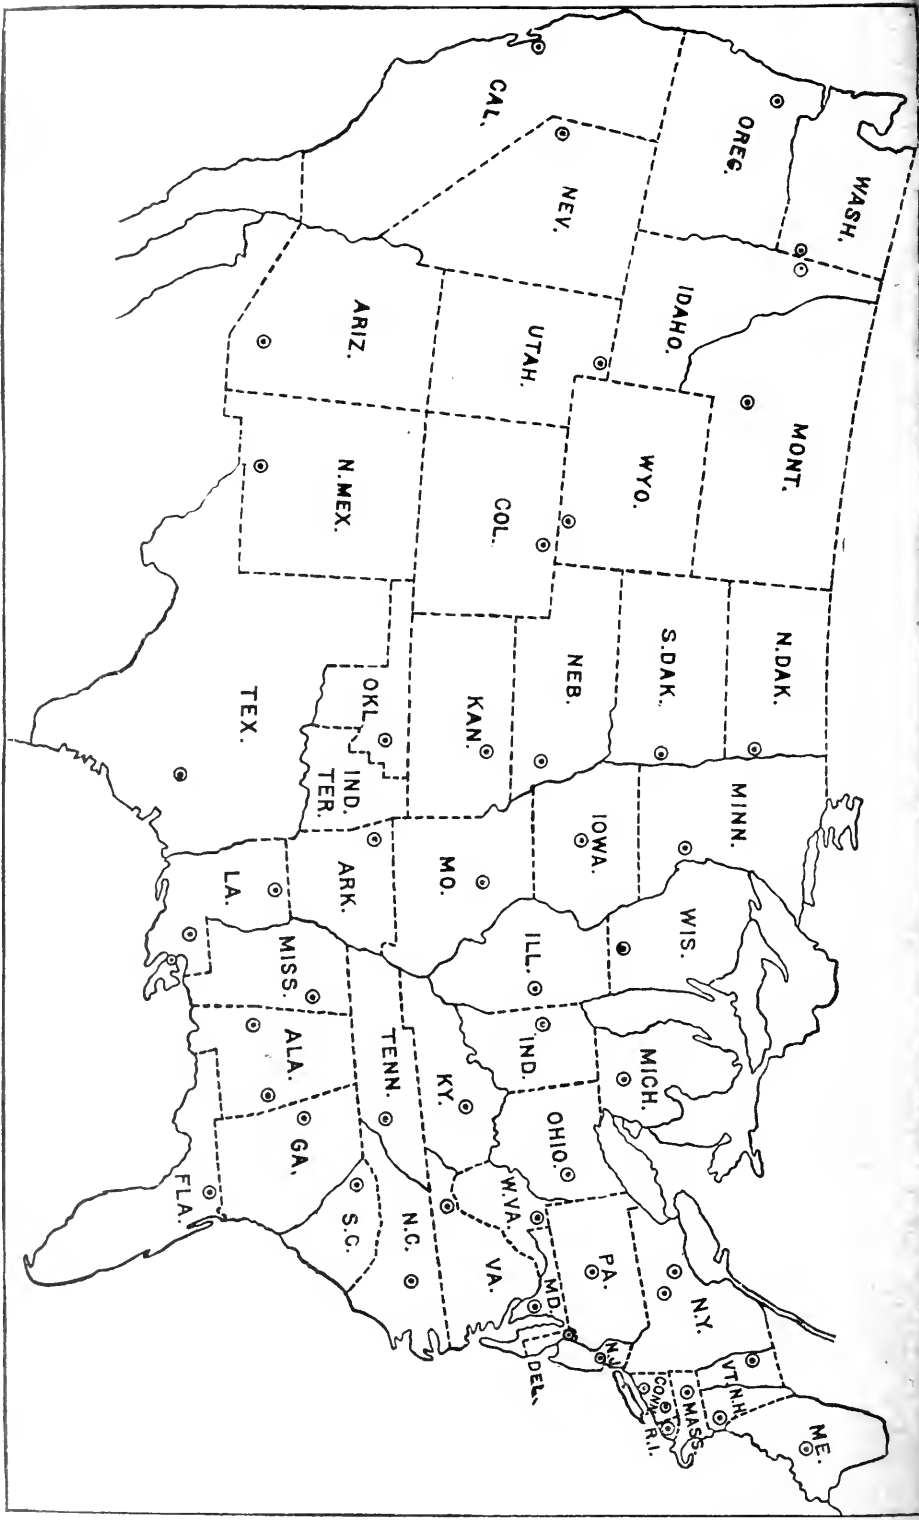 WASH.
OREG.
CAL.
NEV.
IDAHO.
MONT.
WYO.
UTAH.
ARIZ.
COL.
N.MEX.
N.DAK.
S.DAK.
NEB.
KAN.
OKL.
IND.
TER.
TEX.
MINN.
IOWA.
MO.
ARK.
LA.
WIS.
ILL.
MISS.
MICH.
IND.
OHIO.
KY.
TENN.
ALA.
GA.
FLA.
S.C.
N.C.
W.VA.
VA.
MD.
DEL.
PA.
N.J.
N.Y.
VT.
N.H.
MASS.
CONN.
R.I.
ME.